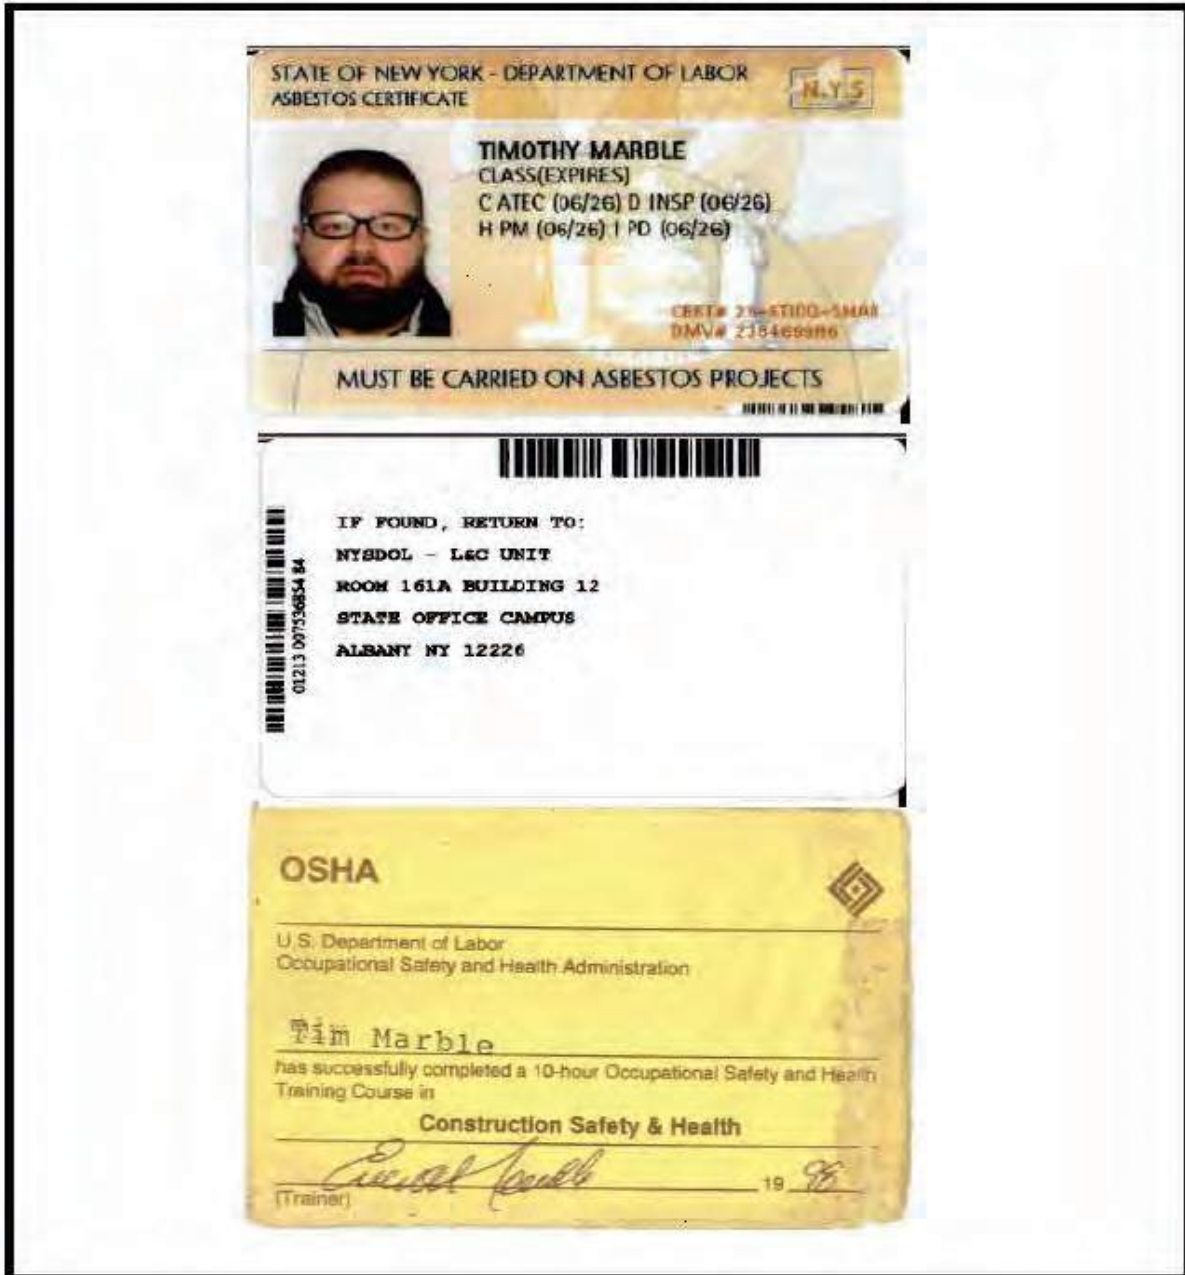 STATE OF NEW YORK - DEPARTMENT OF LABOR
ASBESTOS CERTIFICATE
N.Y.S
TIMOTHY MARBLE
CLASS(EXPIRES)
C ATEC (06/26) D INSP (06/26)
H PM (06/26) I PD (06/26)
CERT#
DMV#
MUST BE CARRIED ON ASBESTOS PROJECTS
IF FOUND, RETURN TO:
NYSDOL - L&C UNIT
ROOM 161A BUILDING 12
STATE OFFICE CAMPUS
ALBANY NY 12226
01213 007536854 84
OSHA
U.S. Department of Labor
Occupational Safety and Health Administration
Tim Marble
has successfully completed a 10-hour Occupational Safety and Health
Training Course in
Construction Safety & Health
19 98
(Trainer)